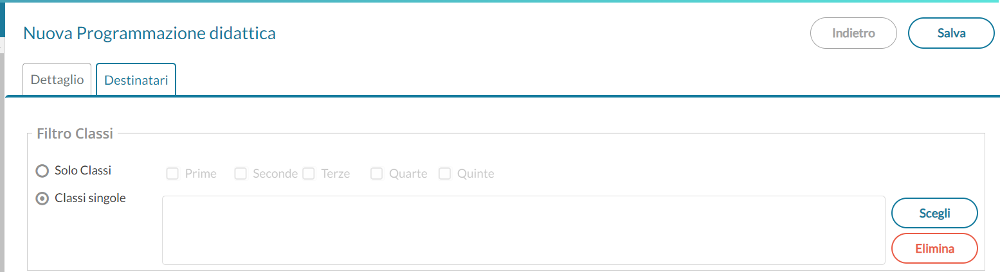 Nuova Programmazione didattica
Indietro
Salva
Dettaglio
Destinatari
Filtro Classi
Solo Classi
Prime
Seconde
Terze
Quarte
Quinte
Classi singole
Scegli
Elimina